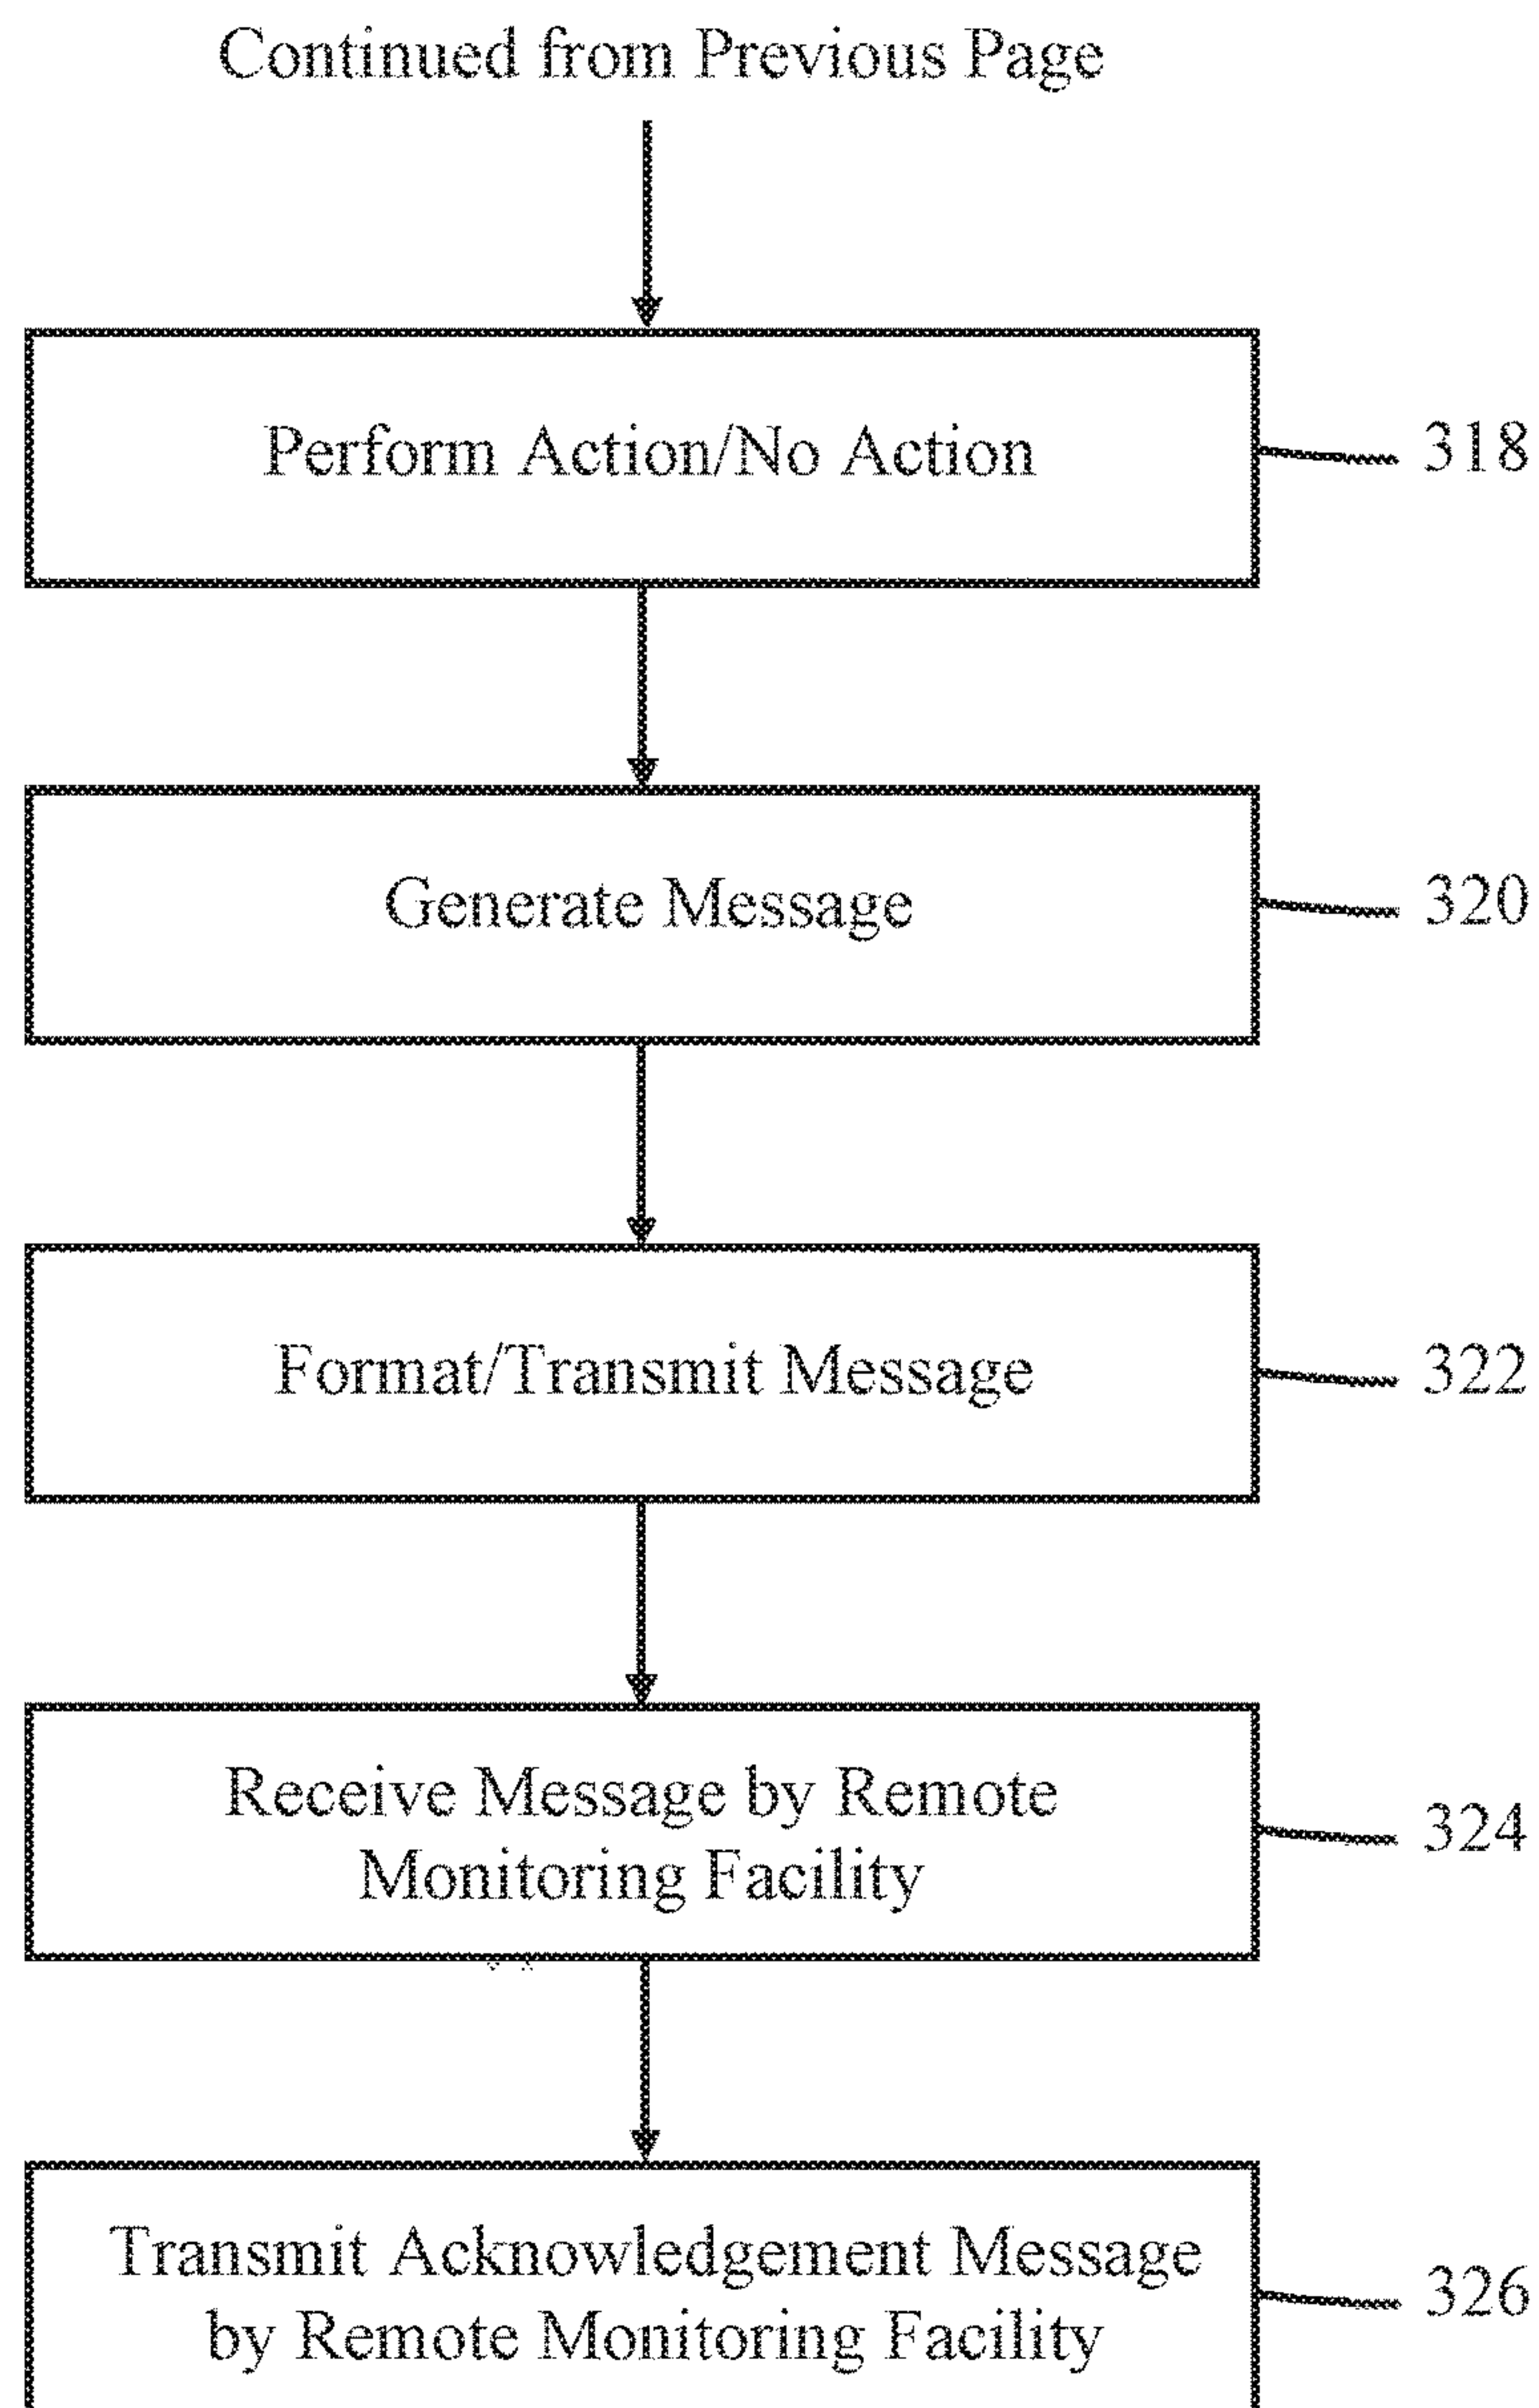 Continued from Previous Page
Perform Action/No Action
318
Generate Message
320
Format/Transmit Message
322
Receive Message by Remote
Monitoring Facility
324
Transmit Acknowledgement Message
by Remote Monitoring Facility
326